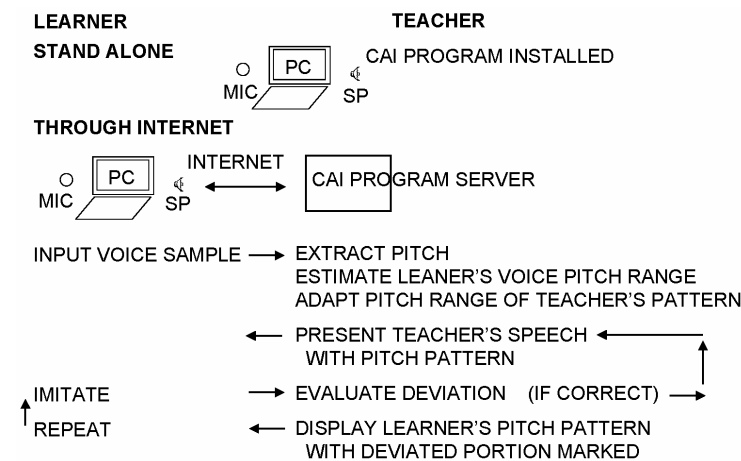 LEARNER TEACHER
STAND ALONE
PC CAI PROGRAM INSTALLED
MIC SP
THROUGH INTERNET
INTERNET
PC CAI PROGRAM SERVER
MIC SP
INPUT VOICE SAMPLE EXTRACT PITCH
ESTIMATE LEANER'S VOICE PITCH RANGE
ADAPT PITCH RANGE OF TEACHER'S PATTERN
PRESENT TEACHER'S SPEECH
WITH PITCH PATTERN
IMITATE EVALUATE DEVIATION (IF CORRECT)
REPEAT DISPLAY LEARNER'S PITCH PATTERN
WITH DEVIATED PORTION MARKED